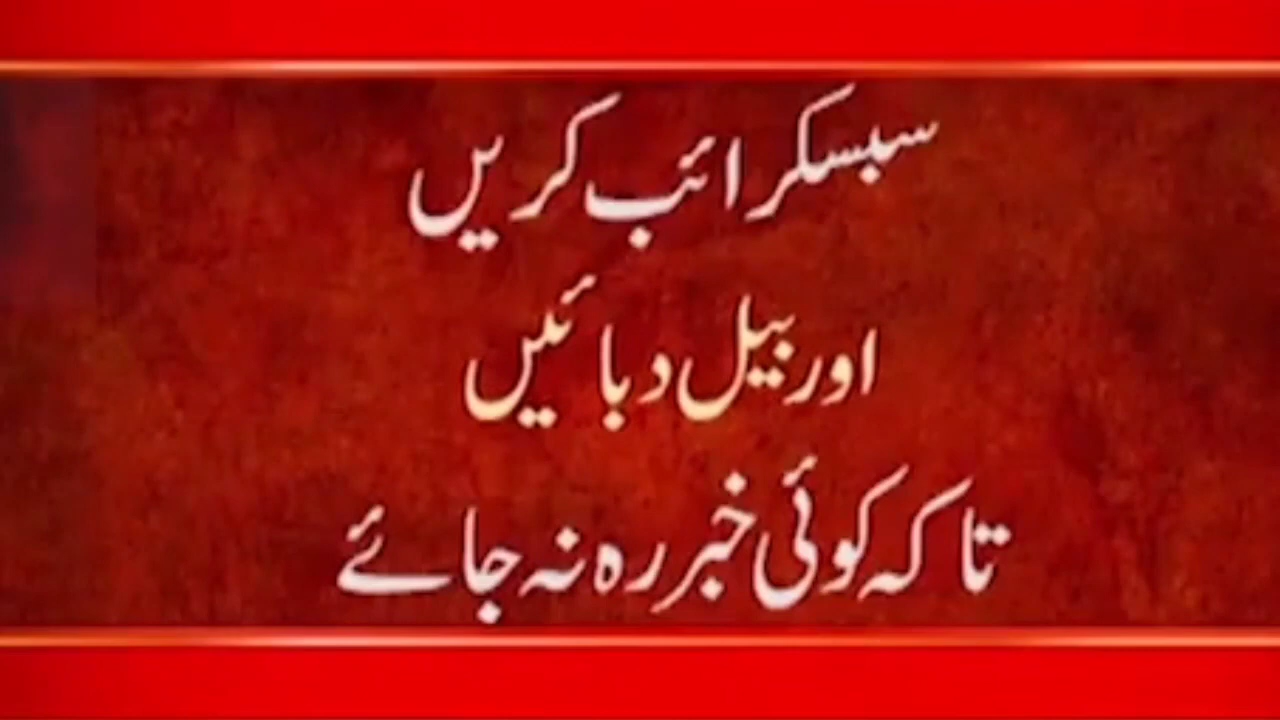 سبسکرائب کریں
اور بیل دبائیں
تاکہ کوئی خبر رہ نہ جائے